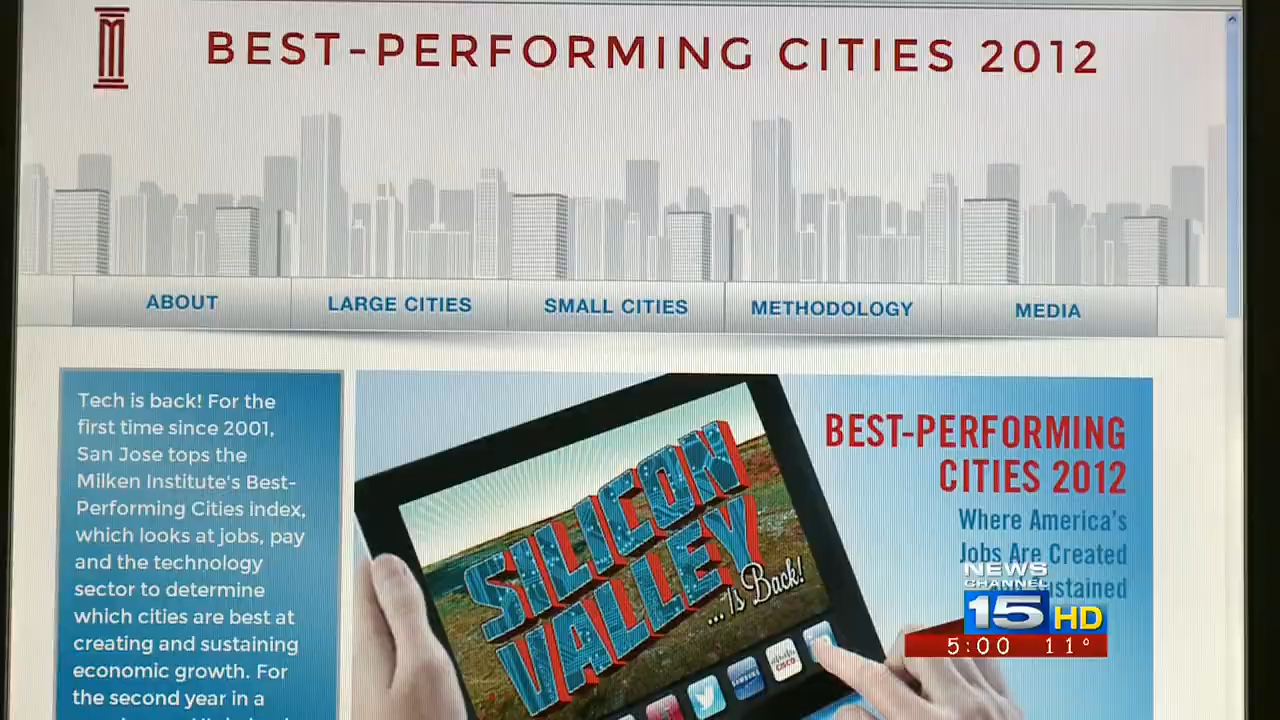 BEST-PERFORMING CITIES 2012
ABOUT
LARGE CITIES
SMALL CITIES
METHODOLOGY
MEDIA
Tech is back! For the
first time since 2001,
San Jose tops the
Milken Institute's Best-
Performing Cities index,
which looks at jobs, pay
and the technology
sector to determine
which cities are best at
creating and sustaining
economic growth. For
the second year in a
SILICON
VALLEY
...Is Back!
SAMSUNG
CISCO
BEST-PERFORMING
CITIES 2012
Where America's
Jobs Are Created
NEWS
CHANNEL
15 HD
5:00 11°